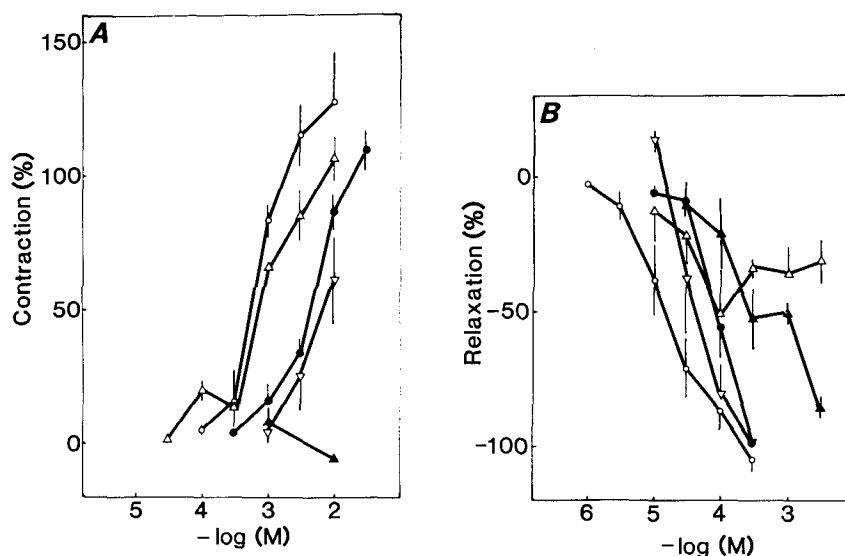 A
Contraction (%)
150
100
50
0
5 4 3 2
−log (M)
B
Relaxation (%)
0
−50
−100
6 5 4 3
−log (M)